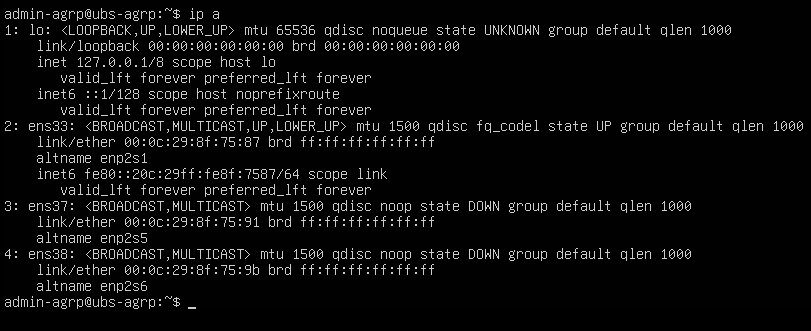 admin-agrp@ubs-agrp:~$ ip a
1: lo: <LOOPBACK,UP,LOWER_UP> mtu 65536 qdisc noqueue state UNKNOWN group default qlen 1000
    link/loopback 00:00:00:00:00:00 brd 00:00:00:00:00:00
    inet 127.0.0.1/8 scope host lo
       valid_lft forever preferred_lft forever
    inet6 ::1/128 scope host noprefixroute
       valid_lft forever preferred_lft forever
2: ens33: <BROADCAST,MULTICAST,UP,LOWER_UP> mtu 1500 qdisc fq_codel state UP group default qlen 1000
    link/ether 00:0c:29:8f:75:87 brd ff:ff:ff:ff:ff:ff
    altname enp2s1
    inet6 fe80::20c:29ff:fe8f:7587/64 scope link
       valid_lft forever preferred_lft forever
3: ens37: <BROADCAST,MULTICAST> mtu 1500 qdisc noop state DOWN group default qlen 1000
    link/ether 00:0c:29:8f:75:91 brd ff:ff:ff:ff:ff:ff
    altname enp2s5
4: ens38: <BROADCAST,MULTICAST> mtu 1500 qdisc noop state DOWN group default qlen 1000
    link/ether 00:0c:29:8f:75:9b brd ff:ff:ff:ff:ff:ff
    altname enp2s6
admin-agrp@ubs-agrp:~$ _